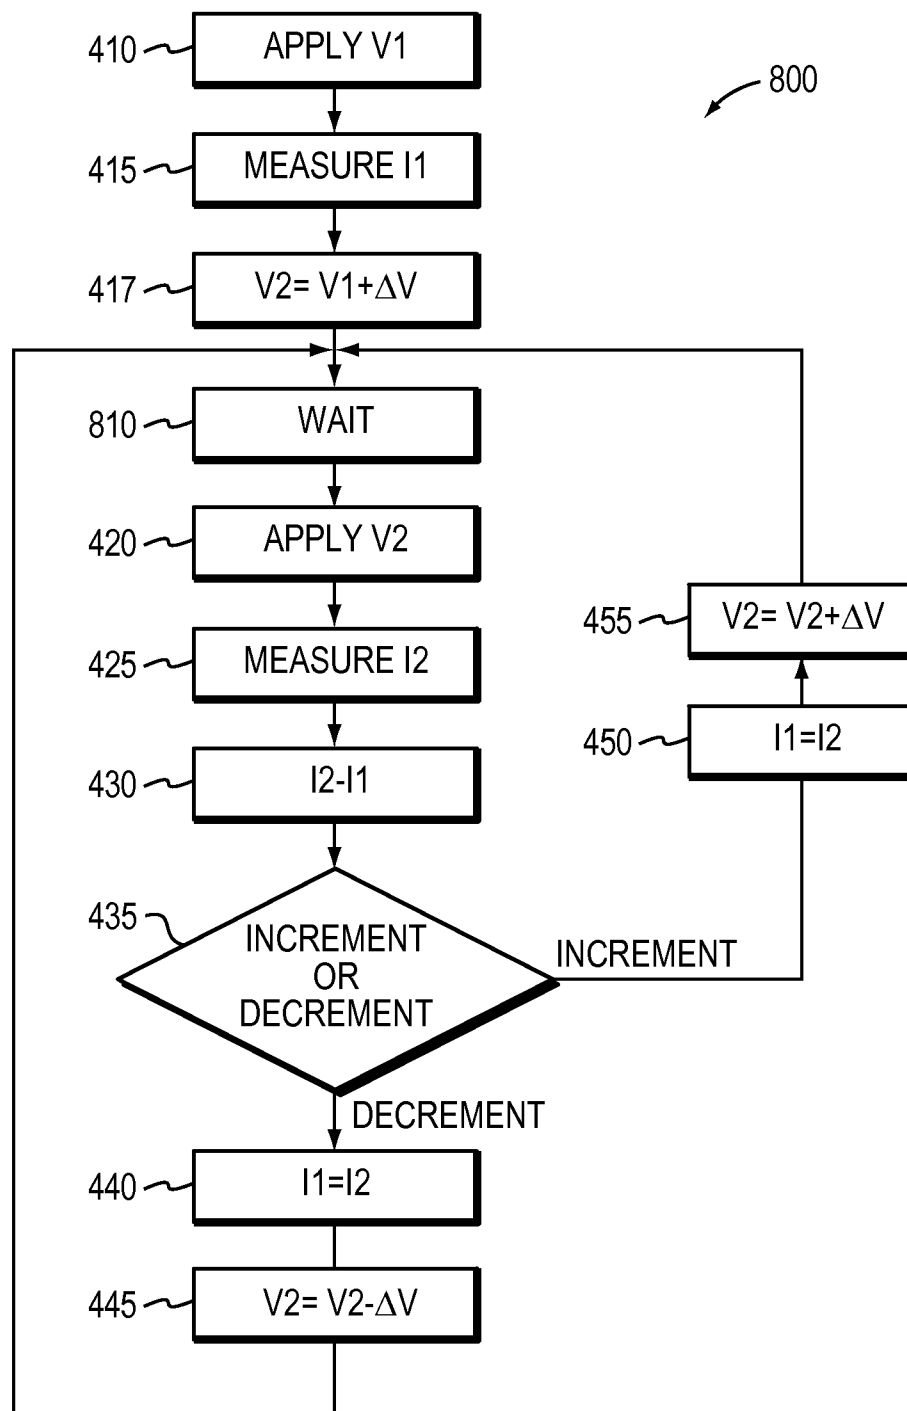 410
APPLY V1
800
415
MEASURE I1
417
V2= V1+ΔV
810
WAIT
420
APPLY V2
455
V2= V2+ΔV
425
MEASURE I2
450
I1=I2
430
I2-I1
435
INCREMENT
OR
DECREMENT
INCREMENT
DECREMENT
440
I1=I2
445
V2= V2-ΔV